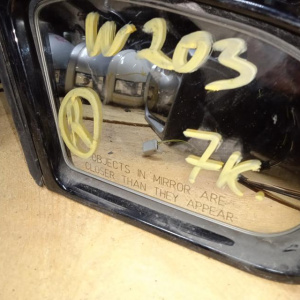 W 203
R 7K.
OBJECTS IN MIRROR ARE
CLOSER THAN THEY APPEAR